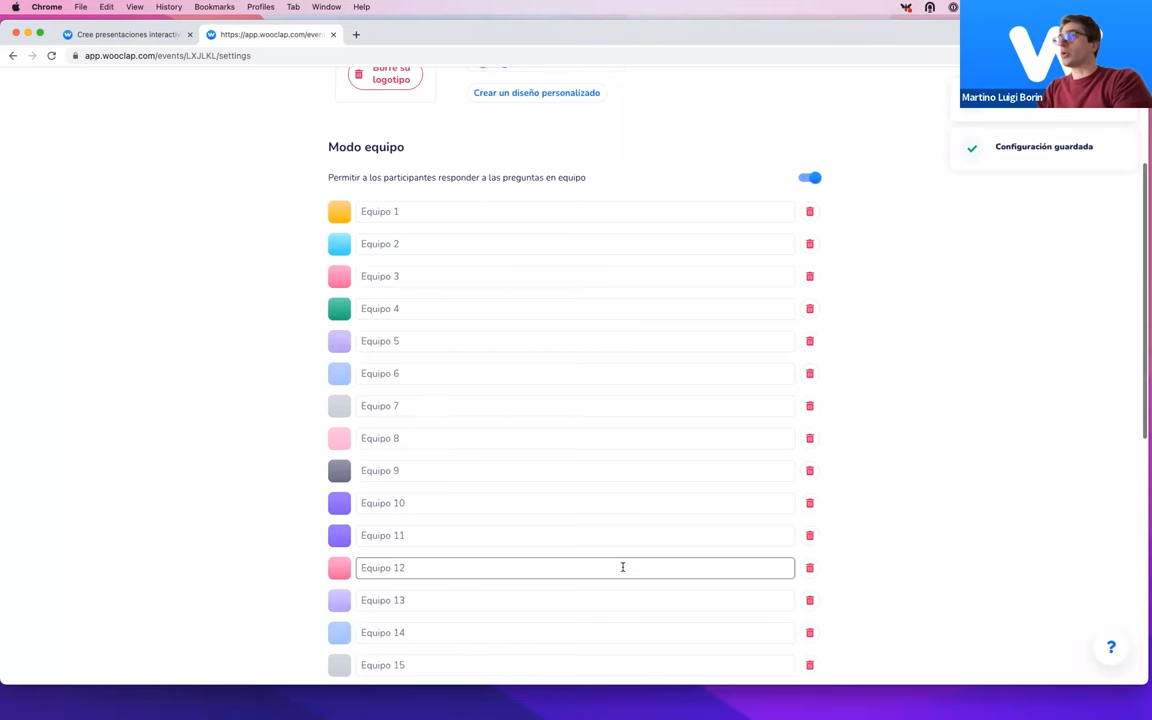 Chrome File Edit View History Bookmarks Profiles Tab Window Help
Cree presentaciones interactiv
https://app.wooclap.com/even
app.wooclap.com/events/LXJLKL/settings
W
Martino Luigi Borin
Borre su
logotipo
Crear un diseño personalizado
Configuración guardada
Modo equipo
Permitir a los participantes responder a las preguntas en equipo
Equipo 1
Equipo 2
Equipo 3
Equipo 4
Equipo 5
Equipo 6
Equipo 7
Equipo 8
Equipo 9
Equipo 10
Equipo 11
Equipo 12
Equipo 13
Equipo 14
Equipo 15
?